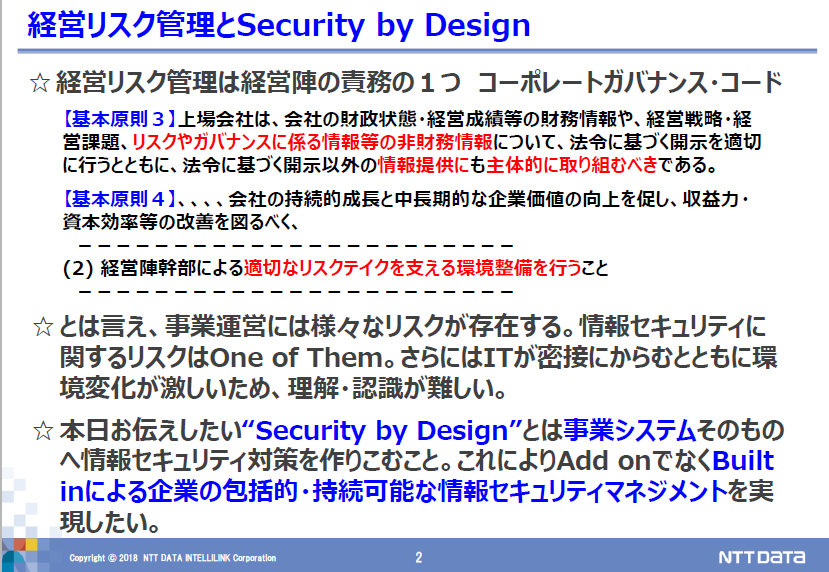 経営リスク管理とSecurity by Design
☆ 経営リスク管理は経営陣の責務の１つ　コーポレートガバナンス・コード
【基本原則３】上場会社は、会社の財政状態・経営成績等の財務情報や、経営戦略・経
営課題、リスクやガバナンスに係る情報等の非財務情報について、法令に基づく開示を適切
に行うとともに、法令に基づく開示以外の情報提供にも主体的に取り組むべきである。
【基本原則４】、、、、会社の持続的成長と中長期的な企業価値の向上を促し、収益力・
資本効率等の改善を図るべく、
－－－－－－－－－－－－－－－－－－－－－－－
(2) 経営陣幹部による適切なリスクテイクを支える環境整備を行うこと
－－－－－－－－－－－－－－－－－－－－－－－
☆ とは言え、事業運営には様々なリスクが存在する。情報セキュリティに
関するリスクはOne of Them。さらにはITが密接にからむとともに環
境変化が激しいため、理解・認識が難しい。
☆ 本日お伝えしたい“Security by Design”とは事業システムそのもの
へ情報セキュリティ対策を作りこむこと。これによりAdd onでなくBuilt
inによる企業の包括的・持続可能な情報セキュリティマネジメントを実
現したい。
Copyright © 2018 NTT DATA INTELLILINK Corporation
2
NTT DATA